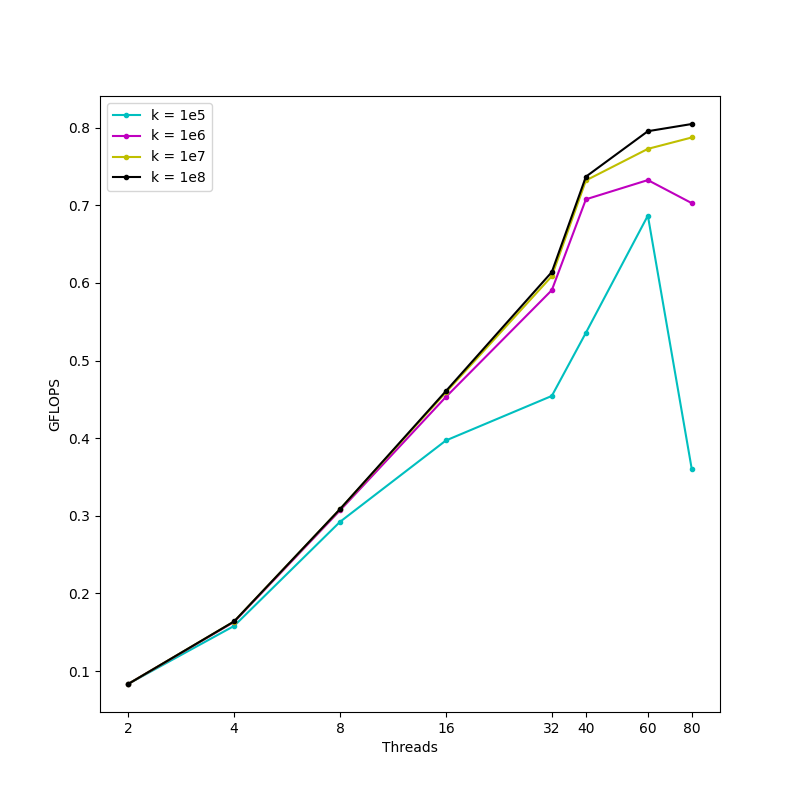 k = 1e5
k = 1e6
k = 1e7
k = 1e8
0.8
0.7
0.6
0.5
0.4
0.3
0.2
0.1
GFLOPS
2 4 8 16 32 40 60 80
Threads